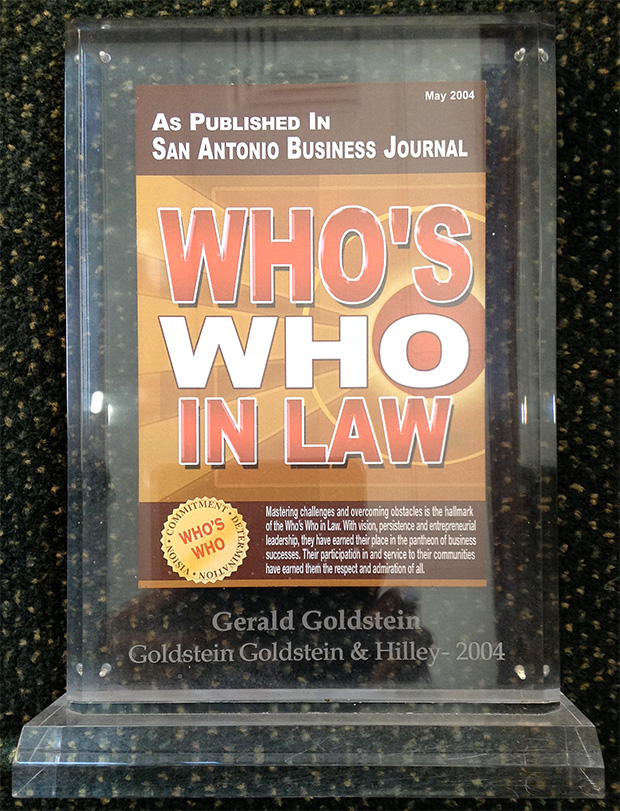 May 2004
As Published In
San Antonio Business Journal
WHO'S
WHO
IN LAW
COMMITMENT • DETERMINATION • VISION •
WHO'S
WHO
Mastering challenges and overcoming obstacles is the hallmark
of the Who's Who in Law. With vision, persistence and entrepreneurial
leadership, they have earned their place in the pantheon of business
successes. Their participation in and service to their communities
have earned them the respect and admiration of all.
Gerald Goldstein
Goldstein Goldstein & Hilley- 2004